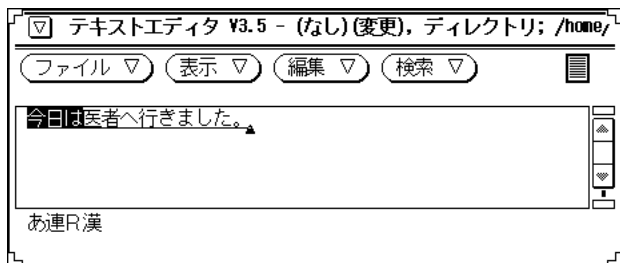 テキストエディタ V3.5 - (なし)(変更), ディレクトリ; /home/
ファイル ▽ 表示 ▽ 編集 ▽ 検索 ▽
今日は医者へ行ぎました。
あ連R漢